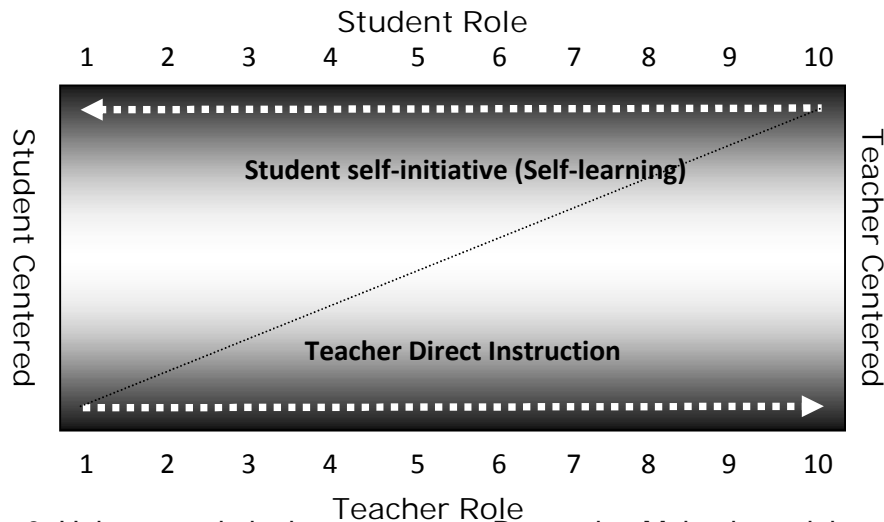 Student Role
1 2 3 4 5 6 7 8 9 10
Student Centered
Student self-initiative (Self-learning)
Teacher Direct Instruction
Teacher Centered
1 2 3 4 5 6 7 8 9 10
Teacher Role